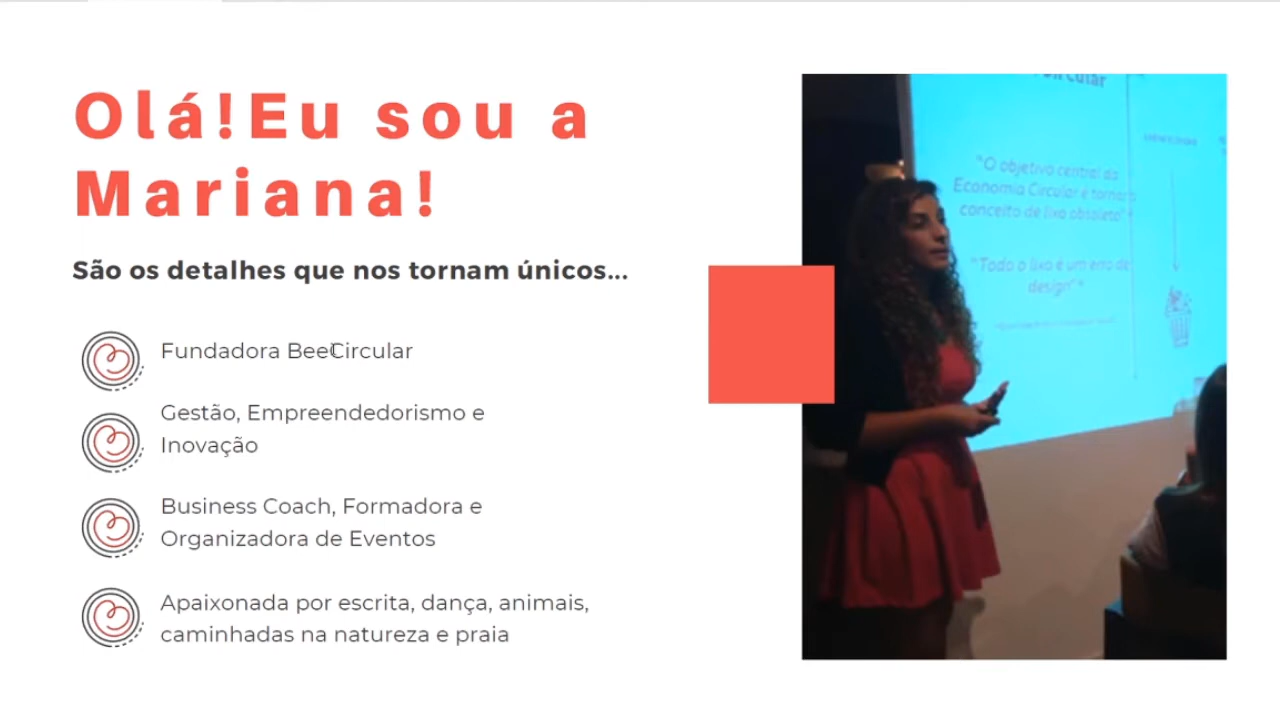 Olá!Eu sou a
Mariana!
São os detalhes que nos tornam únicos...
Fundadora BeeCircular
Gestão, Empreendedorismo e
Inovação
Business Coach, Formadora e
Organizadora de Eventos
Apaixonada por escrita, dança, animais,
caminhadas na natureza e praia
"O objetivo central da
Economia Circular é tornar o
conceito de lixo obsoleto"
"Todo o lixo é um erro de
design"